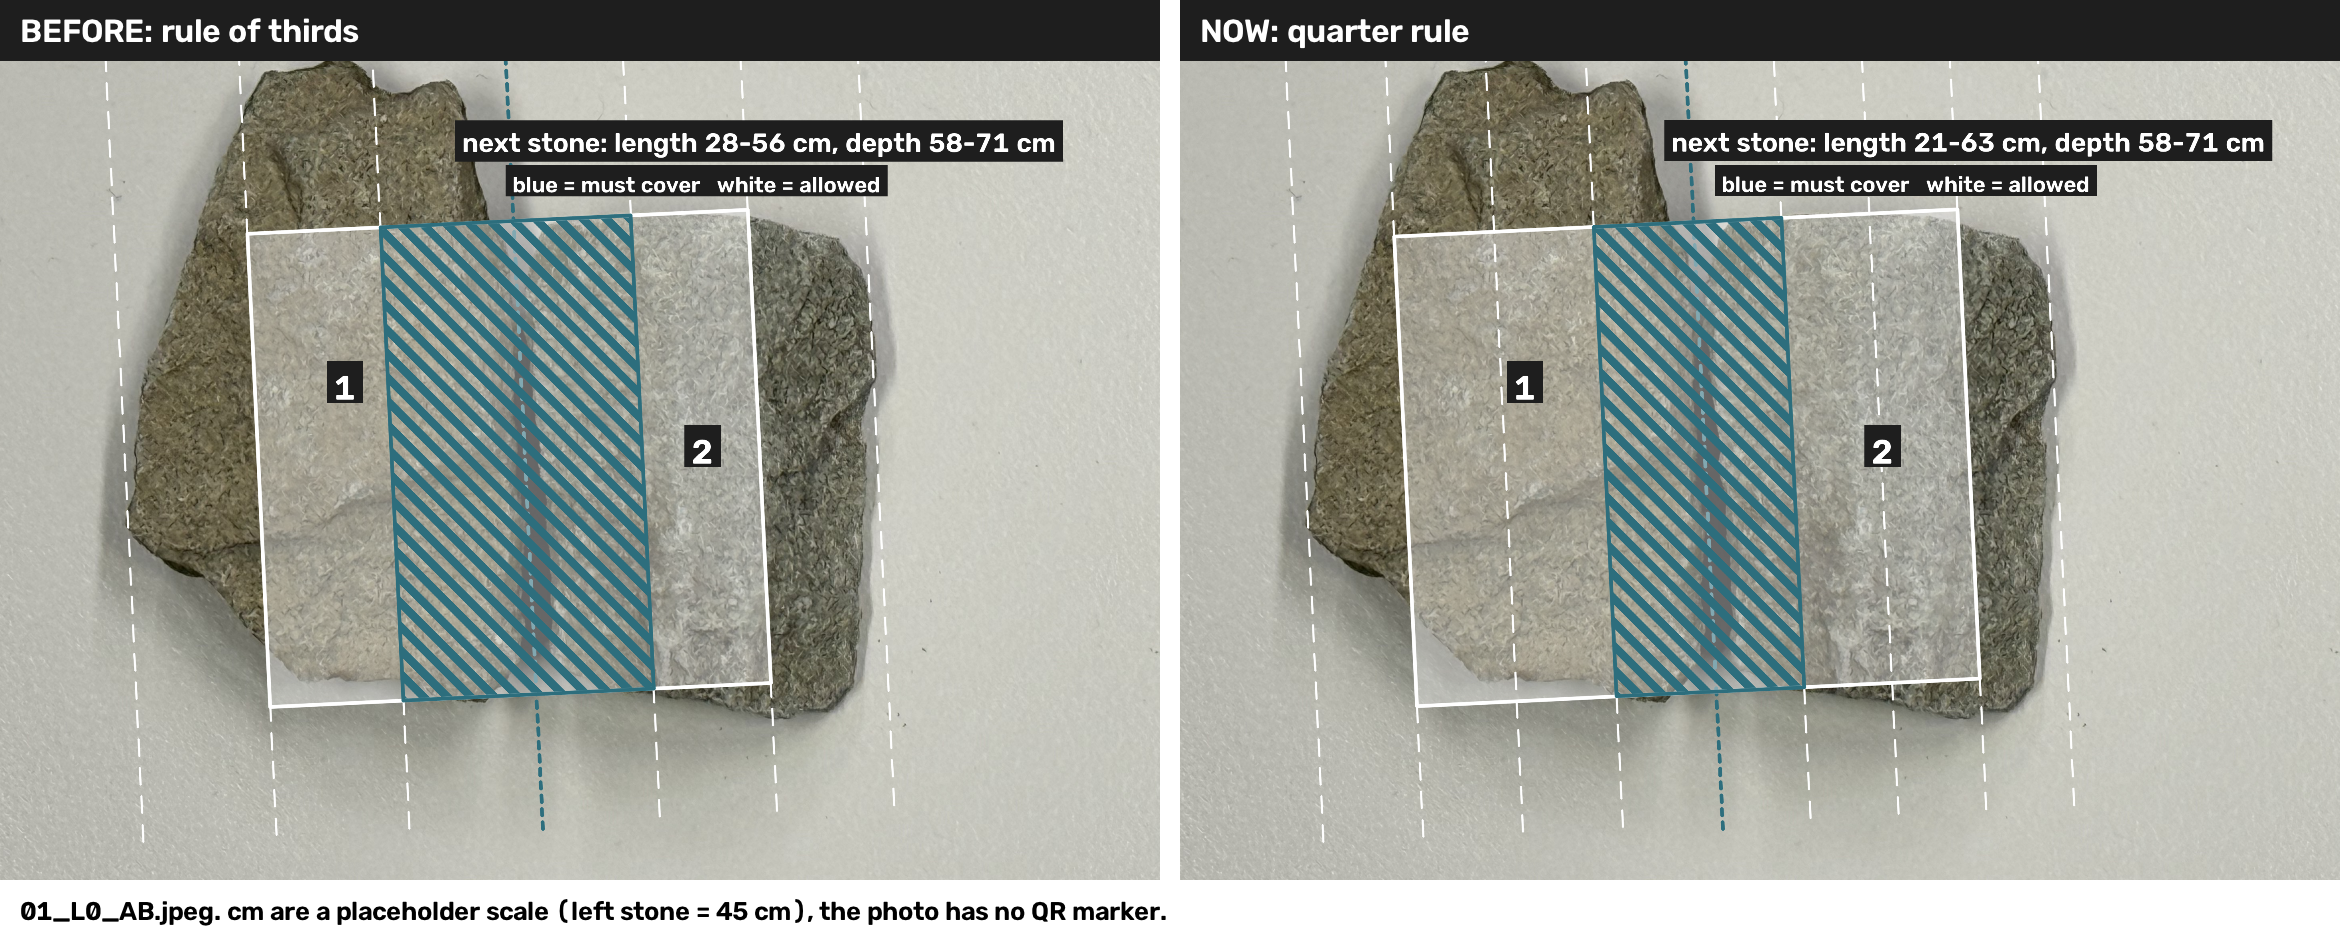 BEFORE: rule of thirds
next stone: length 28-56 cm, depth 58-71 cm
blue = must cover white = allowed
1
2
NOW: quarter rule
next stone: length 21-63 cm, depth 58-71 cm
blue = must cover white = allowed
1
2
01_L0_AB.jpeg. cm are a placeholder scale (left stone = 45 cm), the photo has no QR marker.